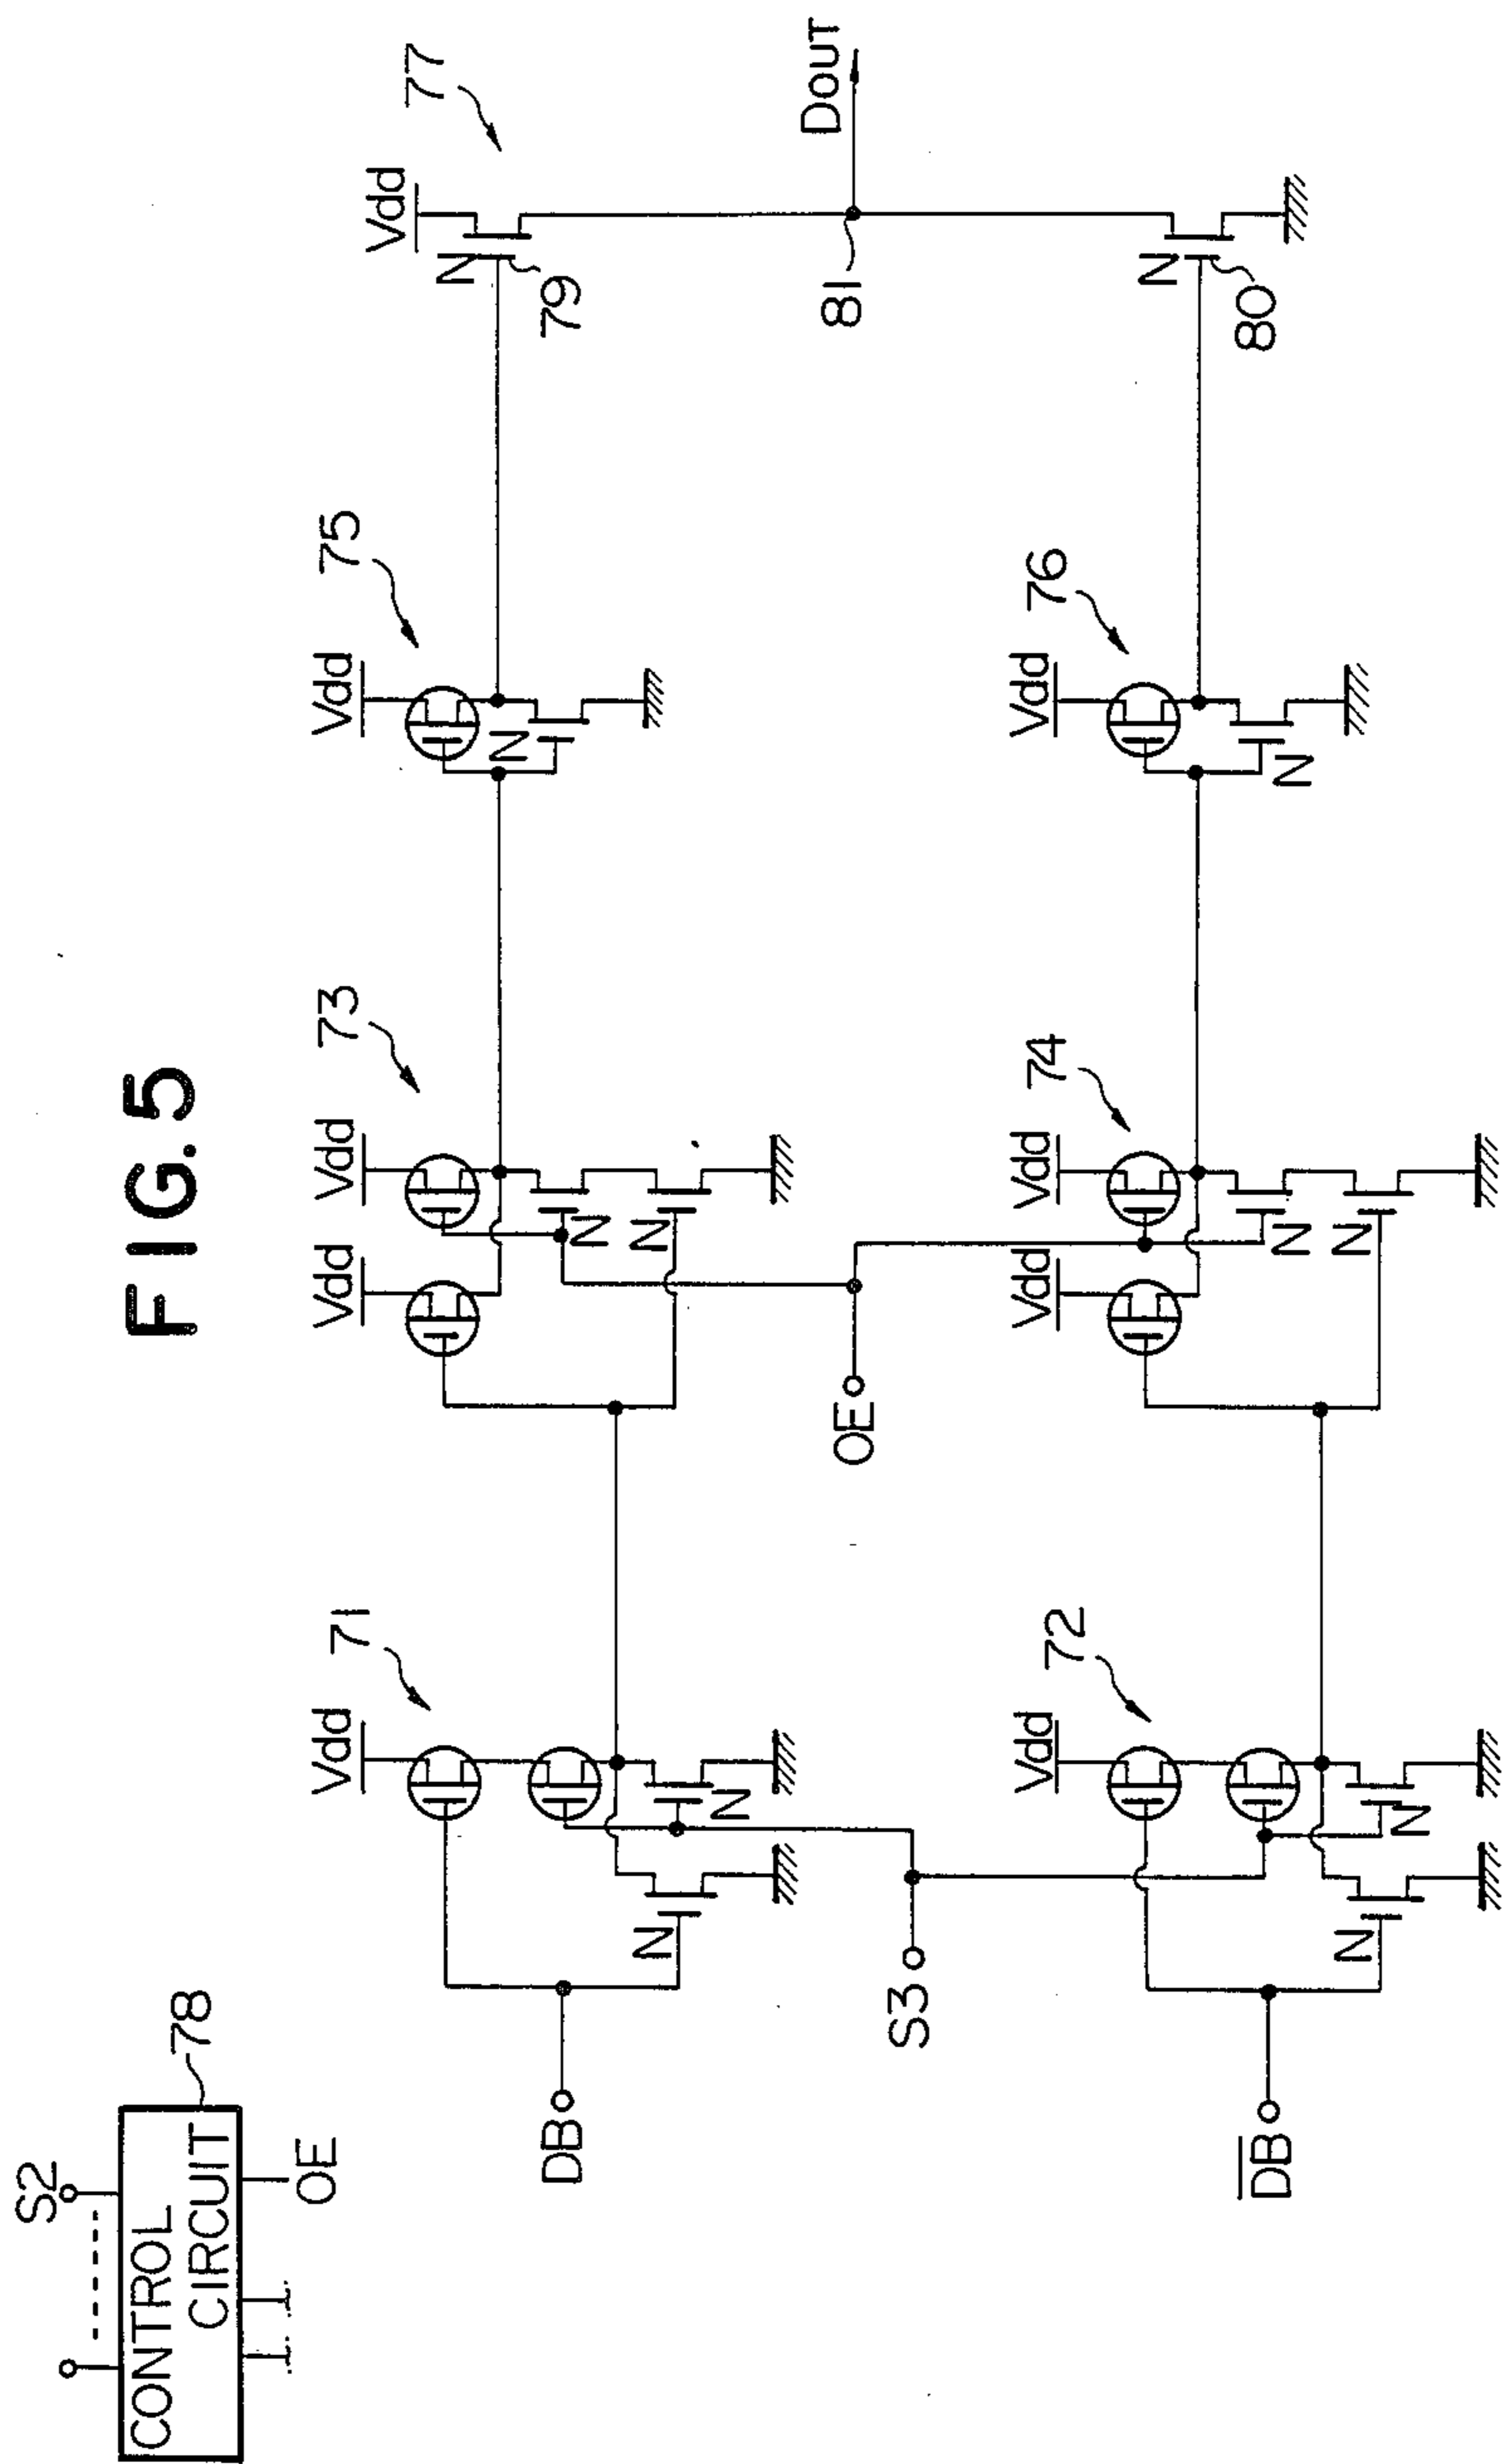 FIG.5
S2
CONTROL
CIRCUIT
78
OE
Vdd
71
DB
N
N
S3
Vdd
72
DB
N
N
Vdd
Vdd
73
N
N
OE
Vdd
Vdd
74
N
N
Vdd
75
N
Vdd
76
N
Vdd
77
N
79
81
DOUT
N
80